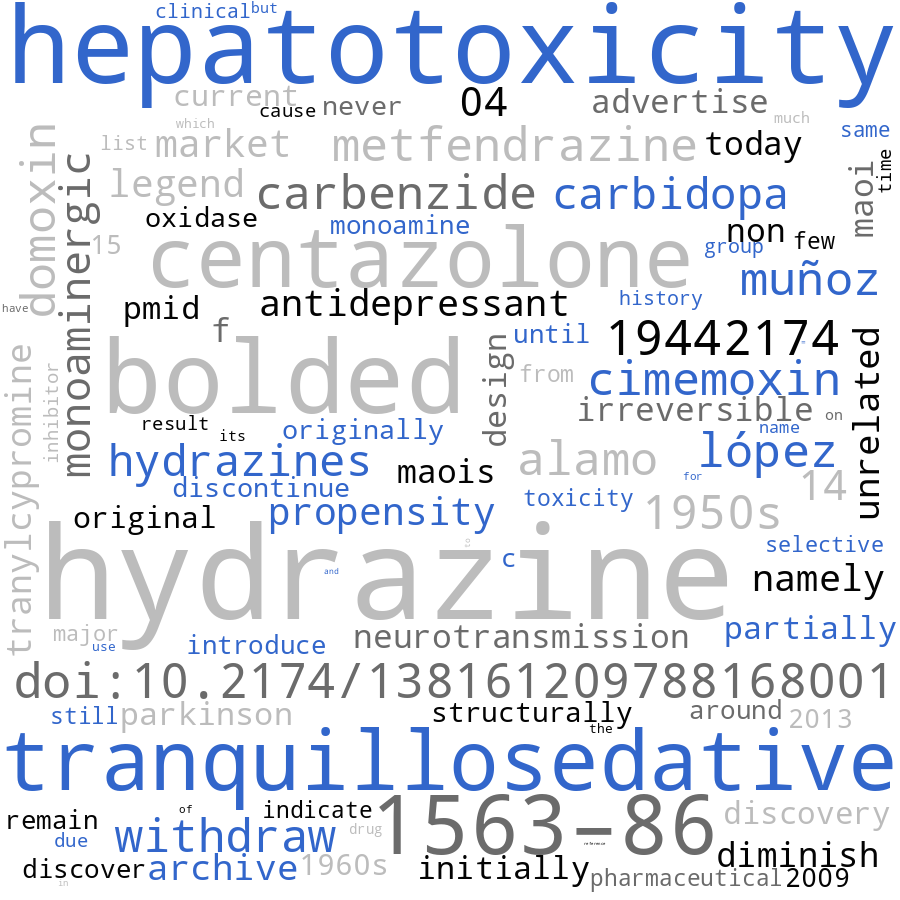 clinical but
hepatotoxicity
current cause never 04 advertise
which much
list market metfendrazine today same
time
domoxin
monoaminergic
legend carbenzide carbidopa maoi
oxidase monoamine non few
15 centazolone group
muñoz
have
pmid antidepressant history
f until 19442174
bolded design from cimemoxin unrelated
tranylcypromine
inhibitor
irreversible on
result its originally name
hydrazines maois alamo lópez
for
discontinue toxicity 14
original propensity 1950s
hydrazine to c selective
and namely
major
use introduce neurotransmission partially
doi:10.2174/138161209788168001
still parkinson structurally around 2013
the
tranquillosedative
remain of indicate 1563–86 discovery
due withdraw drug reference
diminish
discover archive 1960s initially pharmaceutical 2009
in